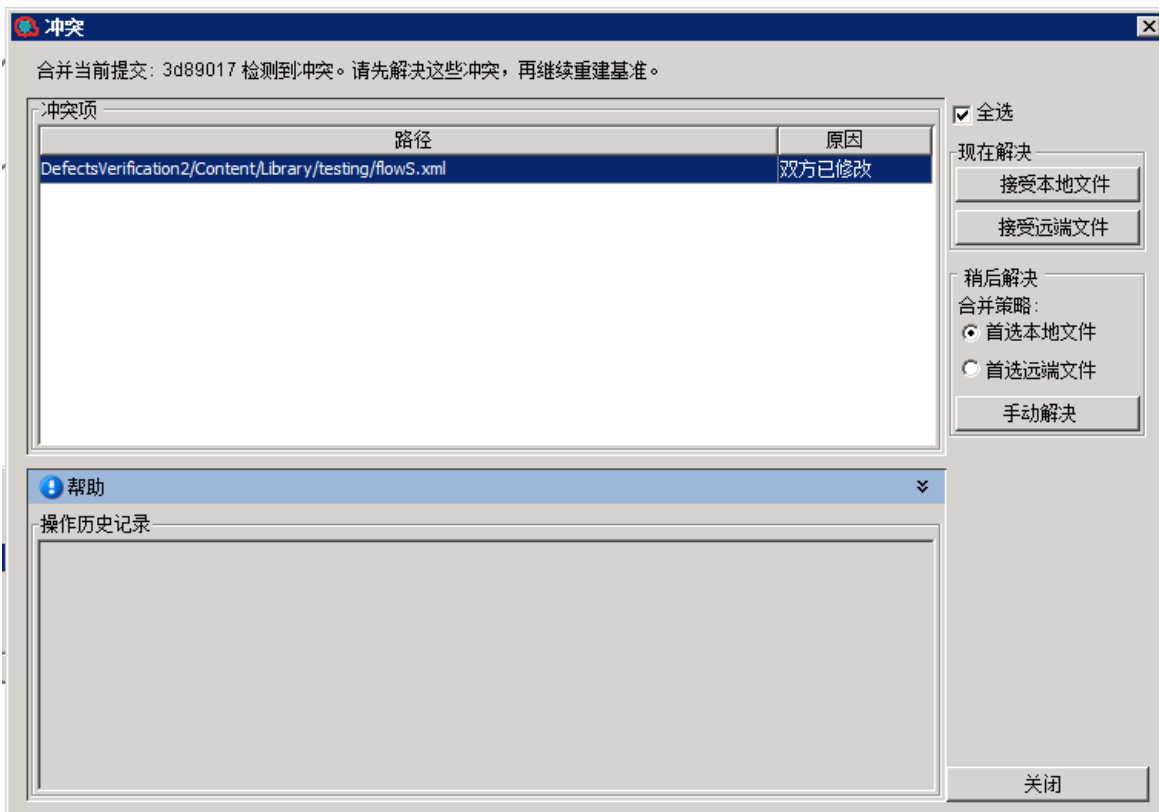 冲突
合并当前提交: 3d89017 检测到冲突。请先解决这些冲突，再继续重建基准。
冲突项
路径
原因
DefectsVerification2/Content/Library/testing/flowS.xml
双方已修改
全选
现在解决
接受本地文件
接受远端文件
稍后解决
合并策略:
首选本地文件
首选远端文件
手动解决
帮助
操作历史记录
关闭